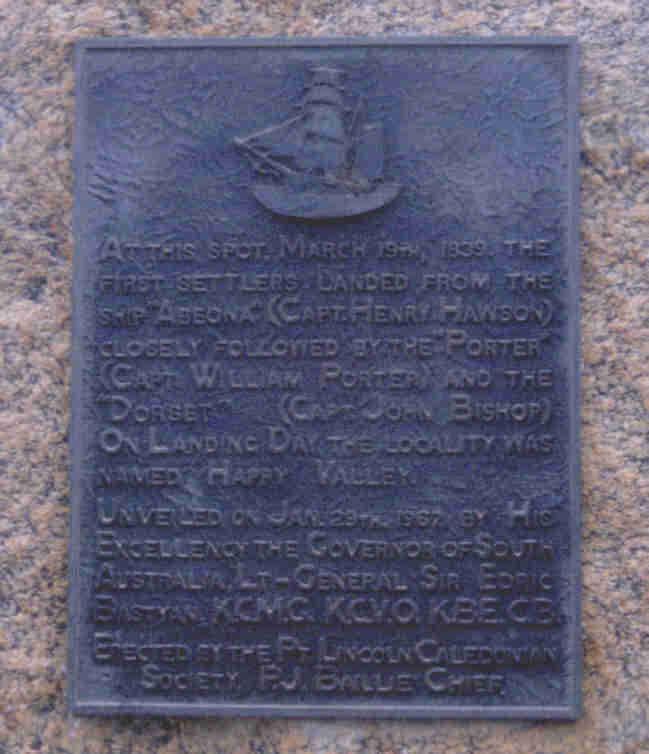 AT THIS SPOT, MARCH 19TH, 1839, THE
FIRST SETTLERS LANDED FROM THE
SHIP "ABEONA" (CAPT. HENRY HAWSON)
CLOSELY FOLLOWED BY THE "PORTER"
(CAPT. WILLIAM PORTER) AND THE
"DORSET" (CAPT. JOHN BISHOP)
ON LANDING DAY THE LOCALITY WAS
NAMED HAPPY VALLEY.
UNVEILED ON JAN. 29TH, 1967, BY HIS
EXCELLENCY THE GOVERNOR OF SOUTH
AUSTRALIA, LT-GENERAL SIR EDRIC
BASTYAN, K.C.M.G. K.C.V.O. K.B.E. C.B.
ERECTED BY THE PT. LINCOLN CALEDONIAN
SOCIETY, P.J. BAILLIE CHIEF.